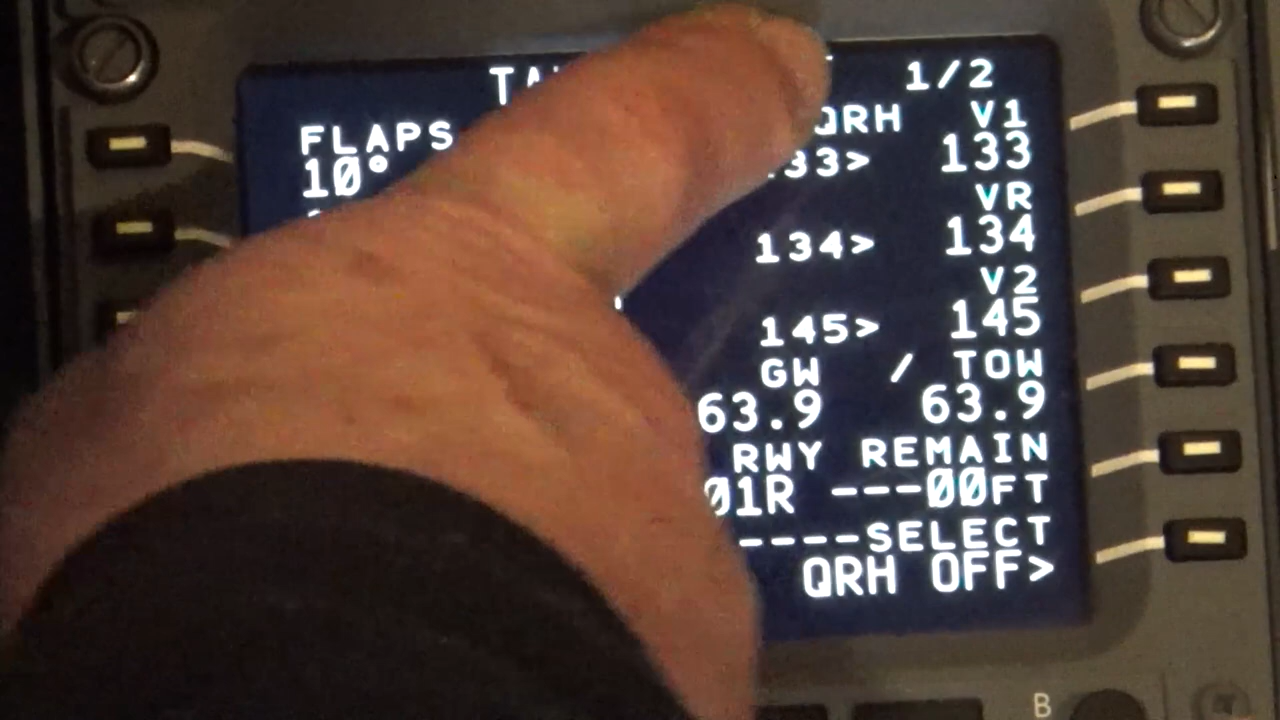 1/2
FLAPS QRH V1
10° 133
VR
134> 134
V2
145> 145
GW / TOW
63.9 63.9
RWY REMAIN
01R ---00FT
----SELECT
QRH OFF>
B